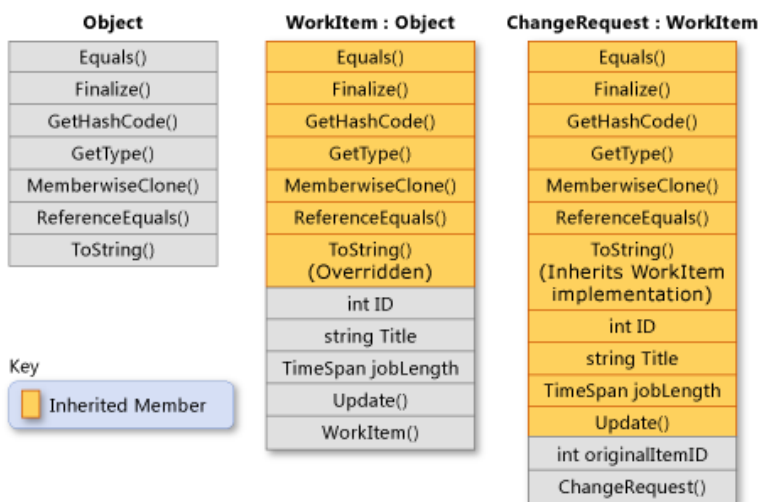 Object
Equals()
Finalize()
GetHashCode()
GetType()
MemberwiseClone()
ReferenceEquals()
ToString()
Key
Inherited Member
WorkItem : Object
Equals()
Finalize()
GetHashCode()
GetType()
MemberwiseClone()
ReferenceEquals()
ToString()
(Overridden)
int ID
string Title
TimeSpan jobLength
Update()
WorkItem()
ChangeRequest : WorkItem
Equals()
Finalize()
GetHashCode()
GetType()
MemberwiseClone()
ReferenceEquals()
ToString()
(Inherits WorkItem
implementation)
int ID
string Title
TimeSpan jobLength
Update()
int originalItemID
ChangeRequest()